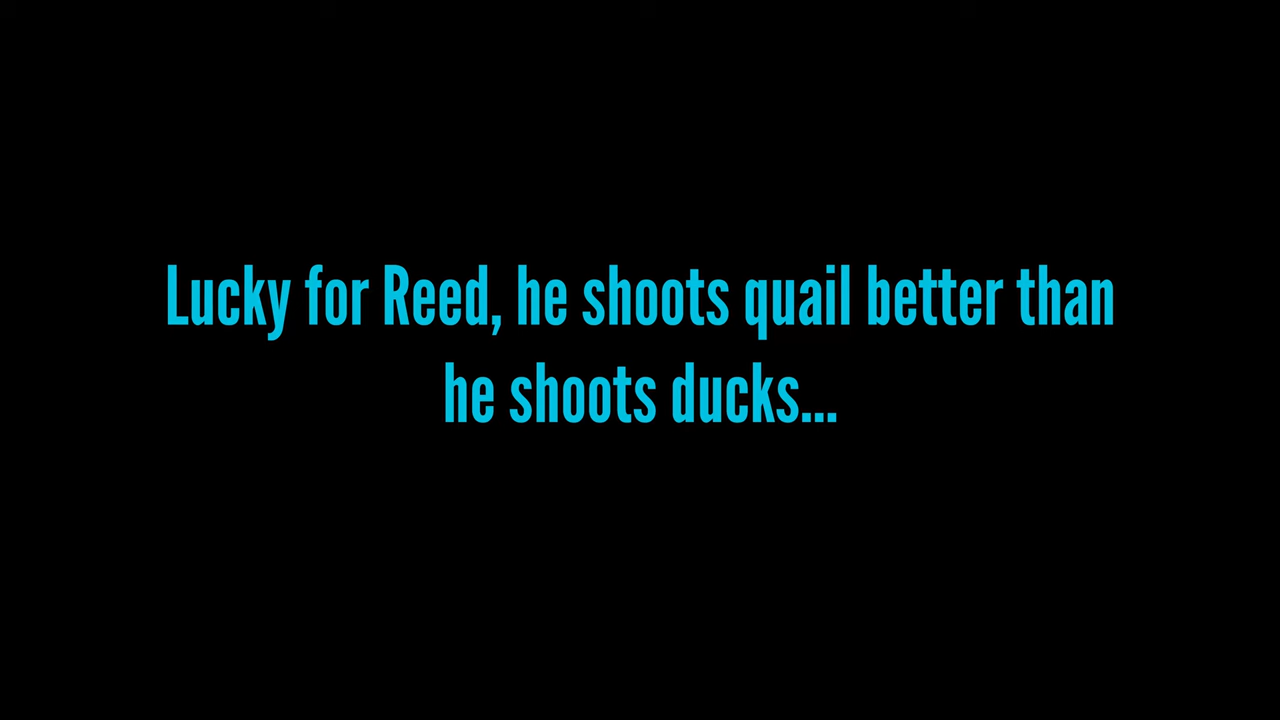 Lucky for Reed, he shoots quail better than
he shoots ducks...